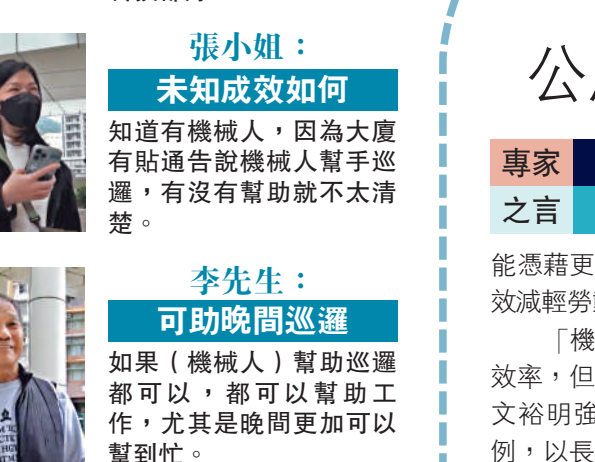 張小姐：
未知成效如何
知道有機械人，因為大廈
有貼通告說機械人幫手巡
邏，有沒有幫助就不太清
楚。
李先生：
可助晚間巡邏
如果（機械人）幫助巡邏
都可以，都可以幫助工
作，尤其是晚間更加可以
幫到忙。
公
專家
之言
能憑藉更
效減輕勞
「機
效率，但
文裕明強
例，以長